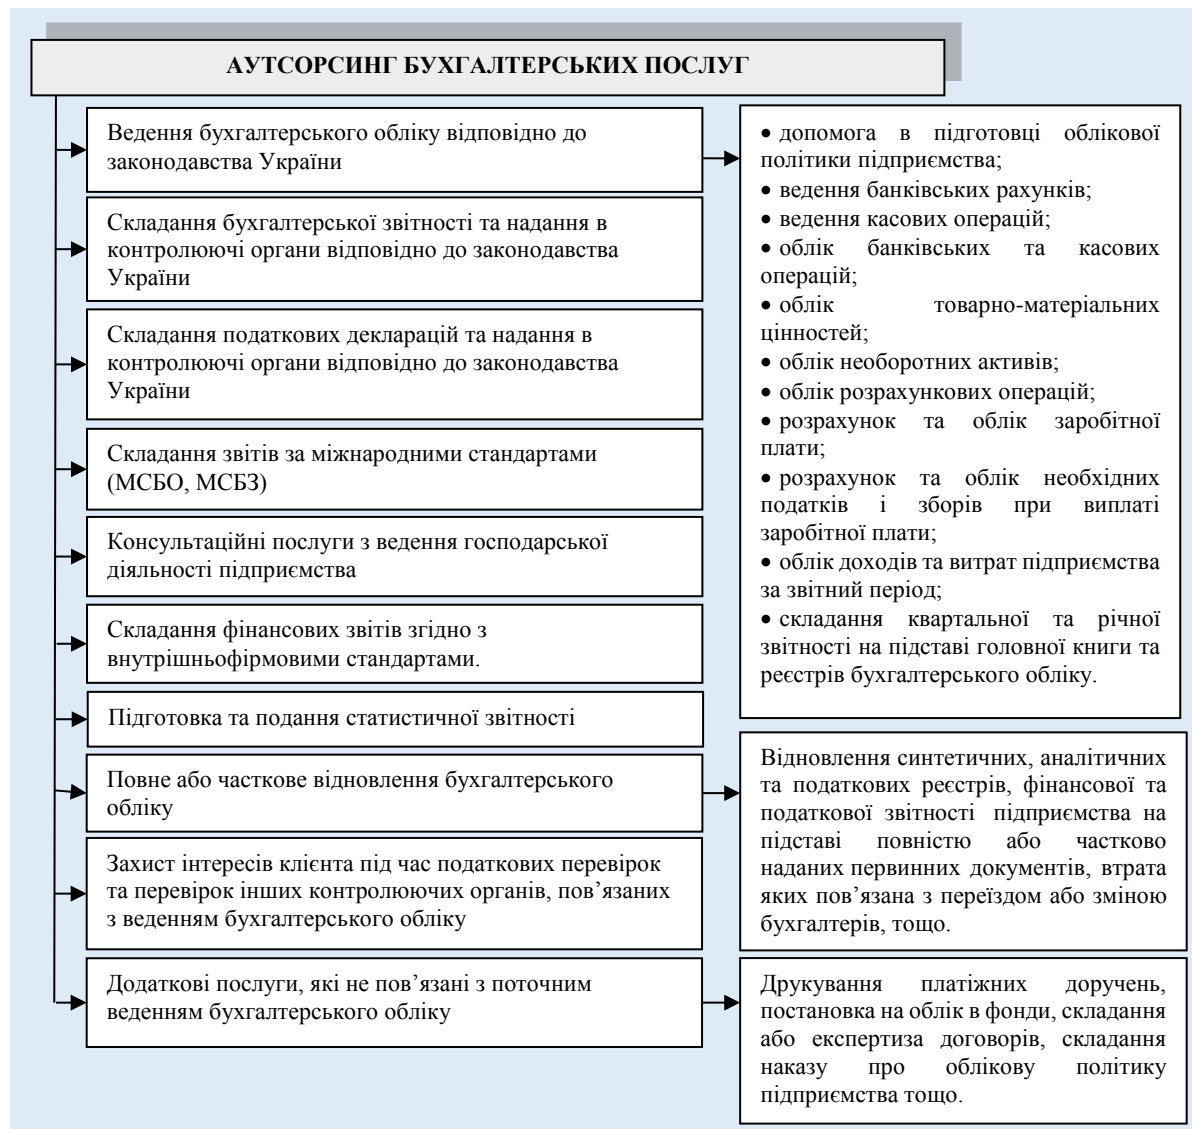 АУТСОРСИНГ БУХГАЛТЕРСЬКИХ ПОСЛУГ
Ведення бухгалтерського обліку відповідно до
законодавства України
Складання бухгалтерської звітності та надання в
контролюючі органи відповідно до законодавства
України
Складання податкових декларацій та надання в
контролюючі органи відповідно до законодавства
України
Складання звітів за міжнародними стандартами
(МСБО, МСБЗ)
Консультаційні послуги з ведення господарської
діяльності підприємства
Складання фінансових звітів згідно з
внутрішньофірмовими стандартами.
Підготовка та подання статистичної звітності
Повне або часткове відновлення бухгалтерського
обліку
Захист інтересів клієнта під час податкових перевірок
та перевірок інших контролюючих органів, пов’язаних
з веденням бухгалтерського обліку
Додаткові послуги, які не пов’язані з поточним
веденням бухгалтерського обліку
• допомога в підготовці облікової
політики підприємства;
• ведення банківських рахунків;
• ведення касових операцій;
• облік банківських та касових
операцій;
• облік товарно-матеріальних
цінностей;
• облік необоротних активів;
• облік розрахункових операцій;
• розрахунок та облік заробітної
плати;
• розрахунок та облік необхідних
податків і зборів при виплаті
заробітної плати;
• облік доходів та витрат підприємства
за звітний період;
• складання квартальної та річної
звітності на підставі головної книги та
реєстрів бухгалтерського обліку.
Відновлення синтетичних, аналітичних
та податкових реєстрів, фінансової та
податкової звітності підприємства на
підставі повністю або частково
наданих первинних документів, втрата
яких пов’язана з переїздом або зміною
бухгалтерів, тощо.
Друкування платіжних доручень,
постановка на облік в фонди, складання
або експертиза договорів, складання
наказу про облікову політику
підприємства тощо.